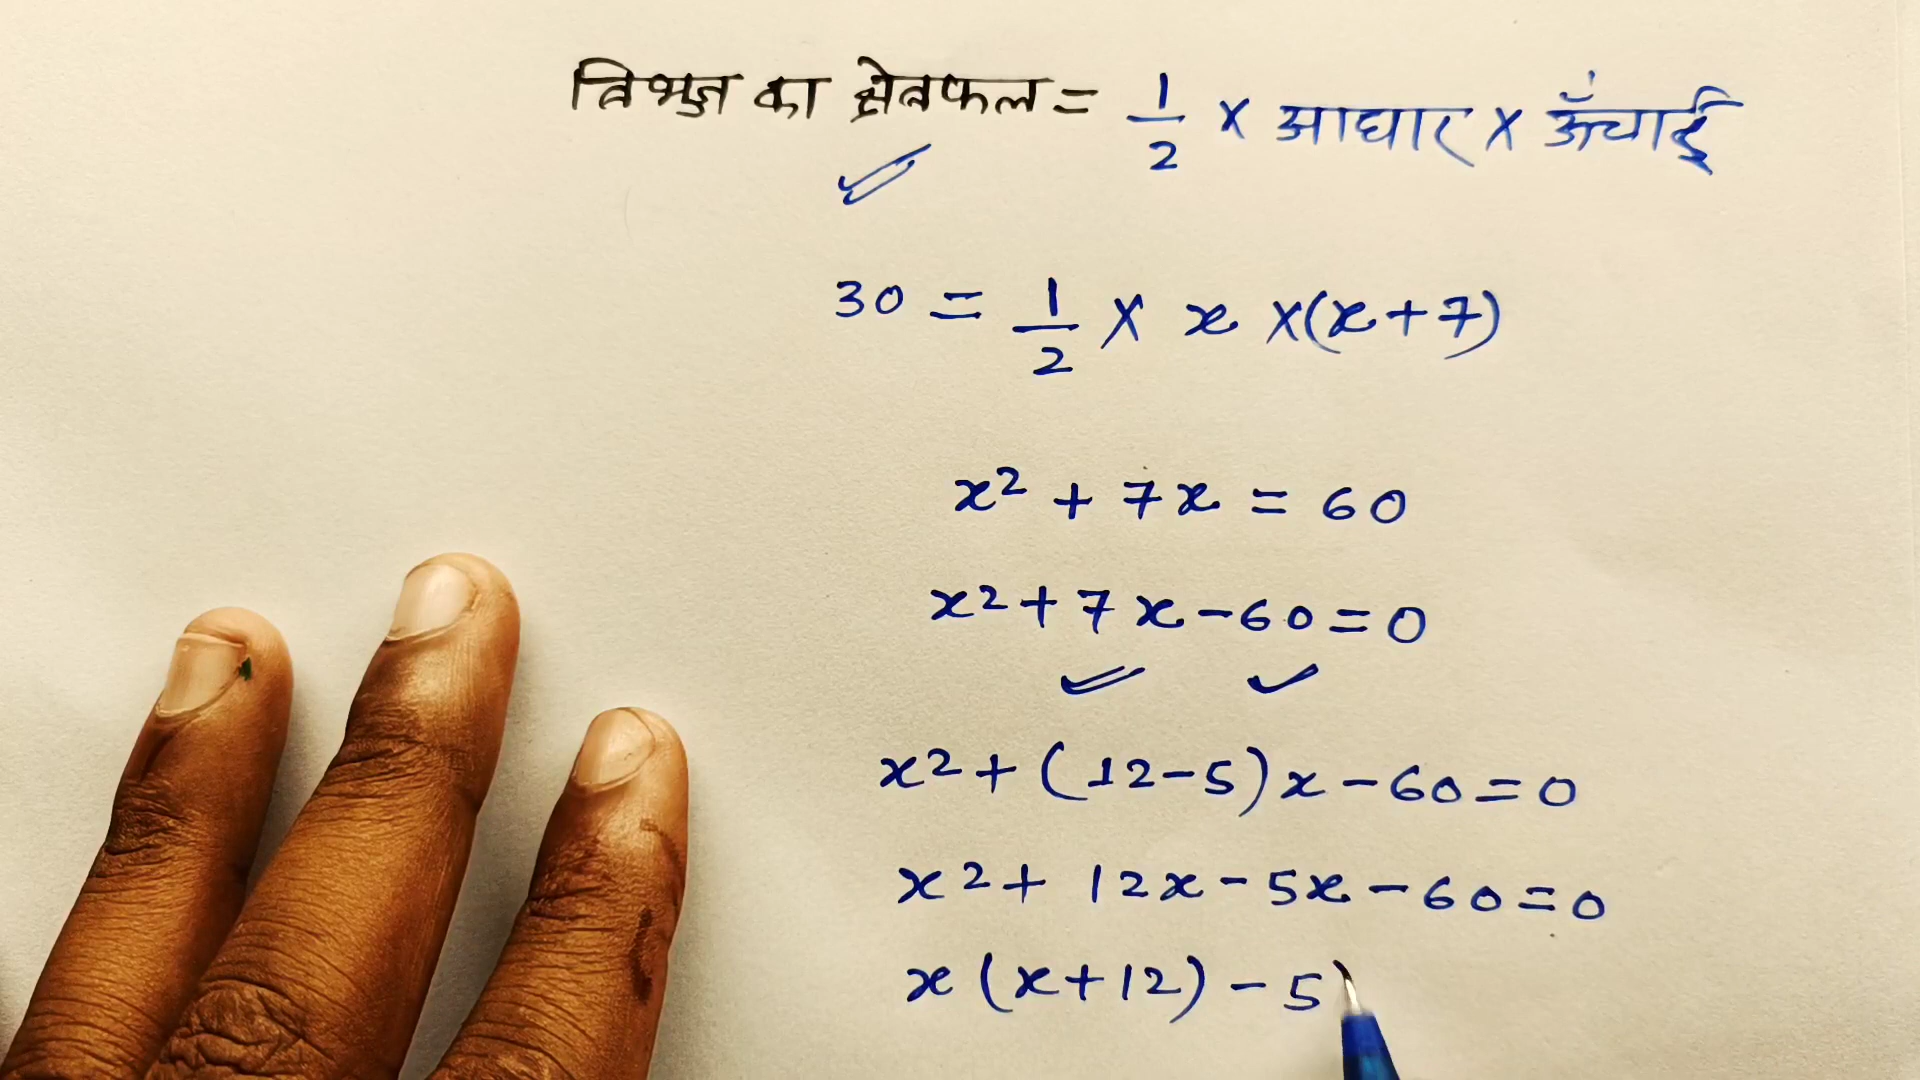 त्रिभुज का क्षेत्रफल = 1/2 × आधार × ऊँचाई
30 = 1/2 × x × (x + 7)
x² + 7x = 60
x² + 7x - 60 = 0
x² + (12 - 5)x - 60 = 0
x² + 12x - 5x - 60 = 0
x (x + 12) - 5